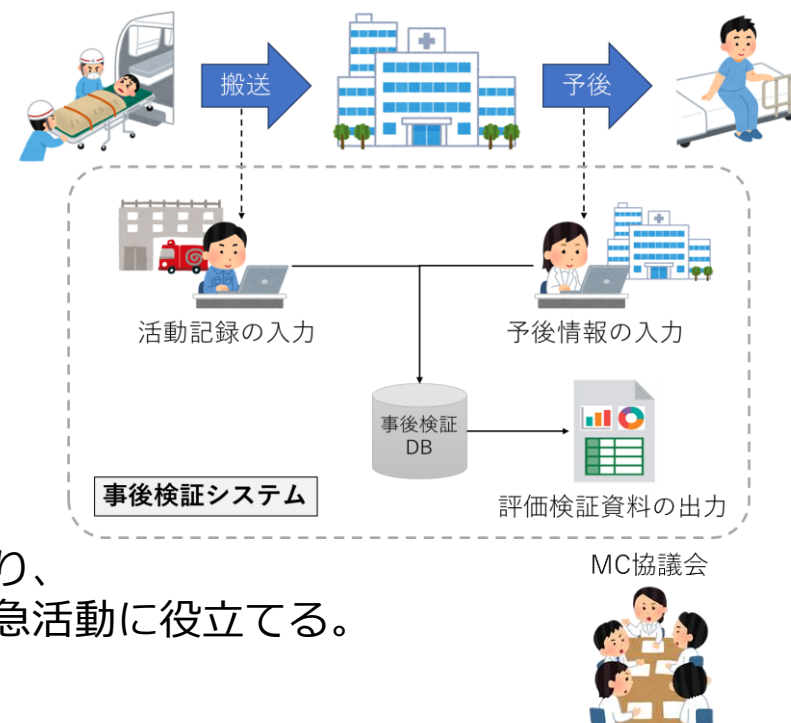 搬送
予後
活動記録の入力
予後情報の入力
事後検証
DB
事後検証システム
評価検証資料の出力
り、
急活動に役立てる。
MC協議会